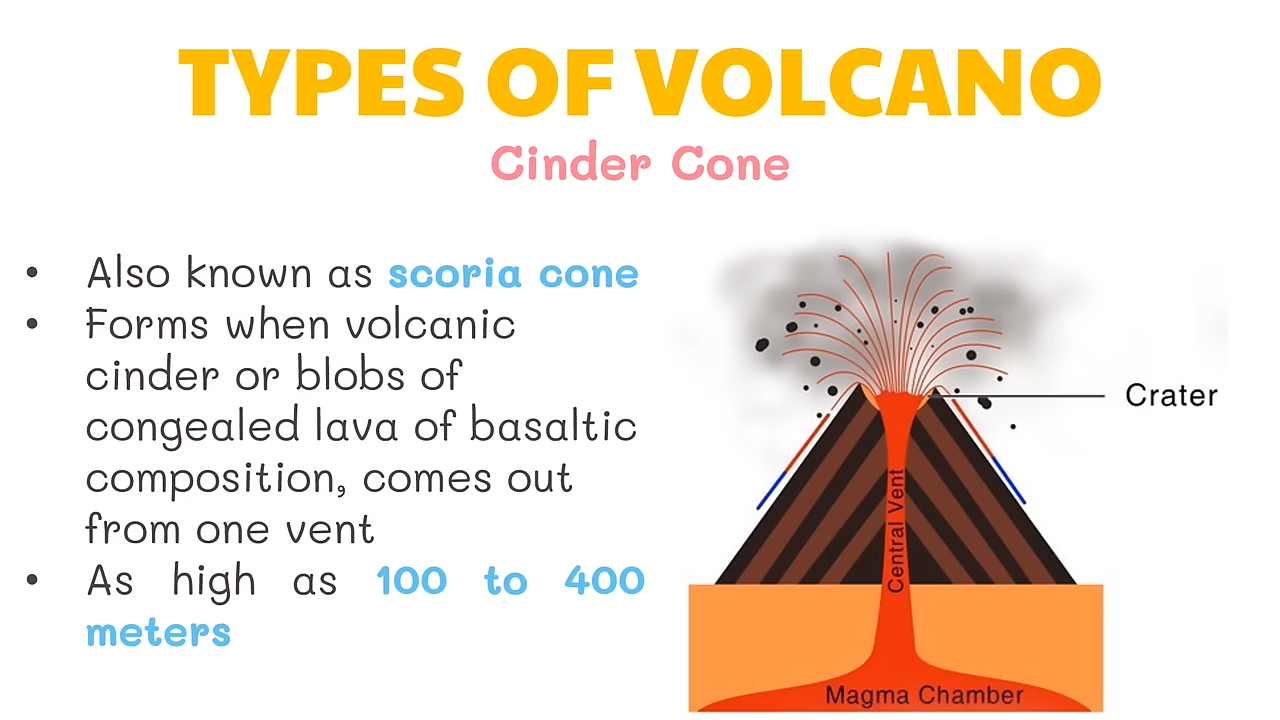 TYPES OF VOLCANO
Cinder Cone
• Also known as scoria cone
• Forms when volcanic
cinder or blobs of
congealed lava of basaltic
composition, comes out
from one vent
• As high as 100 to 400
meters
Crater
Central Vent
Magma Chamber